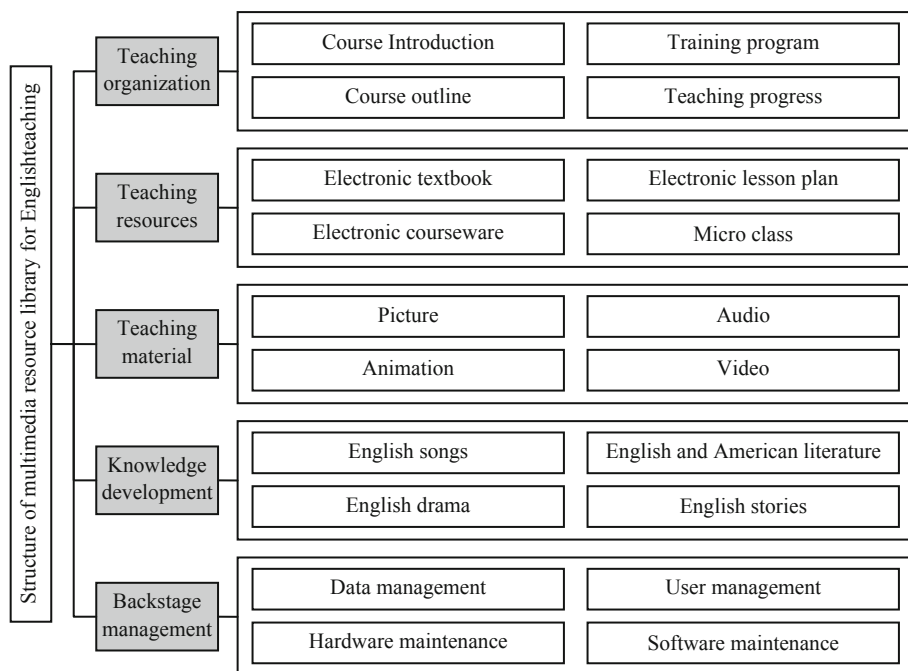 Structure of multimedia resource library for Englishteaching
Teaching
organization
Course Introduction
Training program
Course outline
Teaching progress
Teaching
resources
Electronic textbook
Electronic lesson plan
Electronic courseware
Micro class
Teaching
material
Picture
Audio
Animation
Video
Knowledge
development
English songs
English and American literature
English drama
English stories
Backstage
management
Data management
User management
Hardware maintenance
Software maintenance